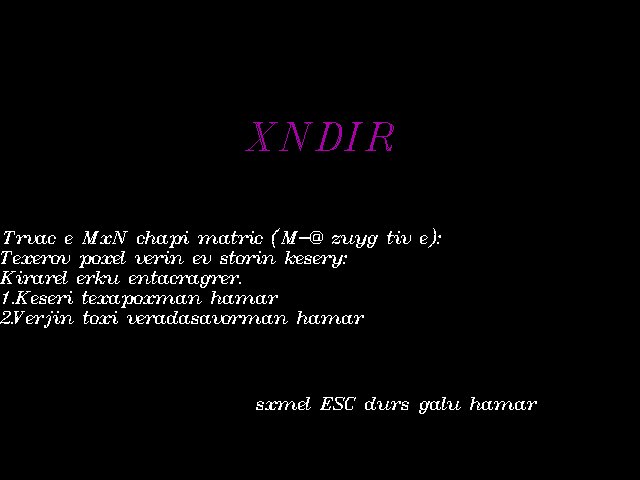 XNDIR
Trvac e MxN chapi matric (M-@ zuyg tiv e):
Texerov poxel verin ev storin kesery:
Kirarel erku entacragrer.
1.Keseri texapoxman hamar
2.Verjin toxi veradasavorman hamar
sxmel ESC durs galu hamar